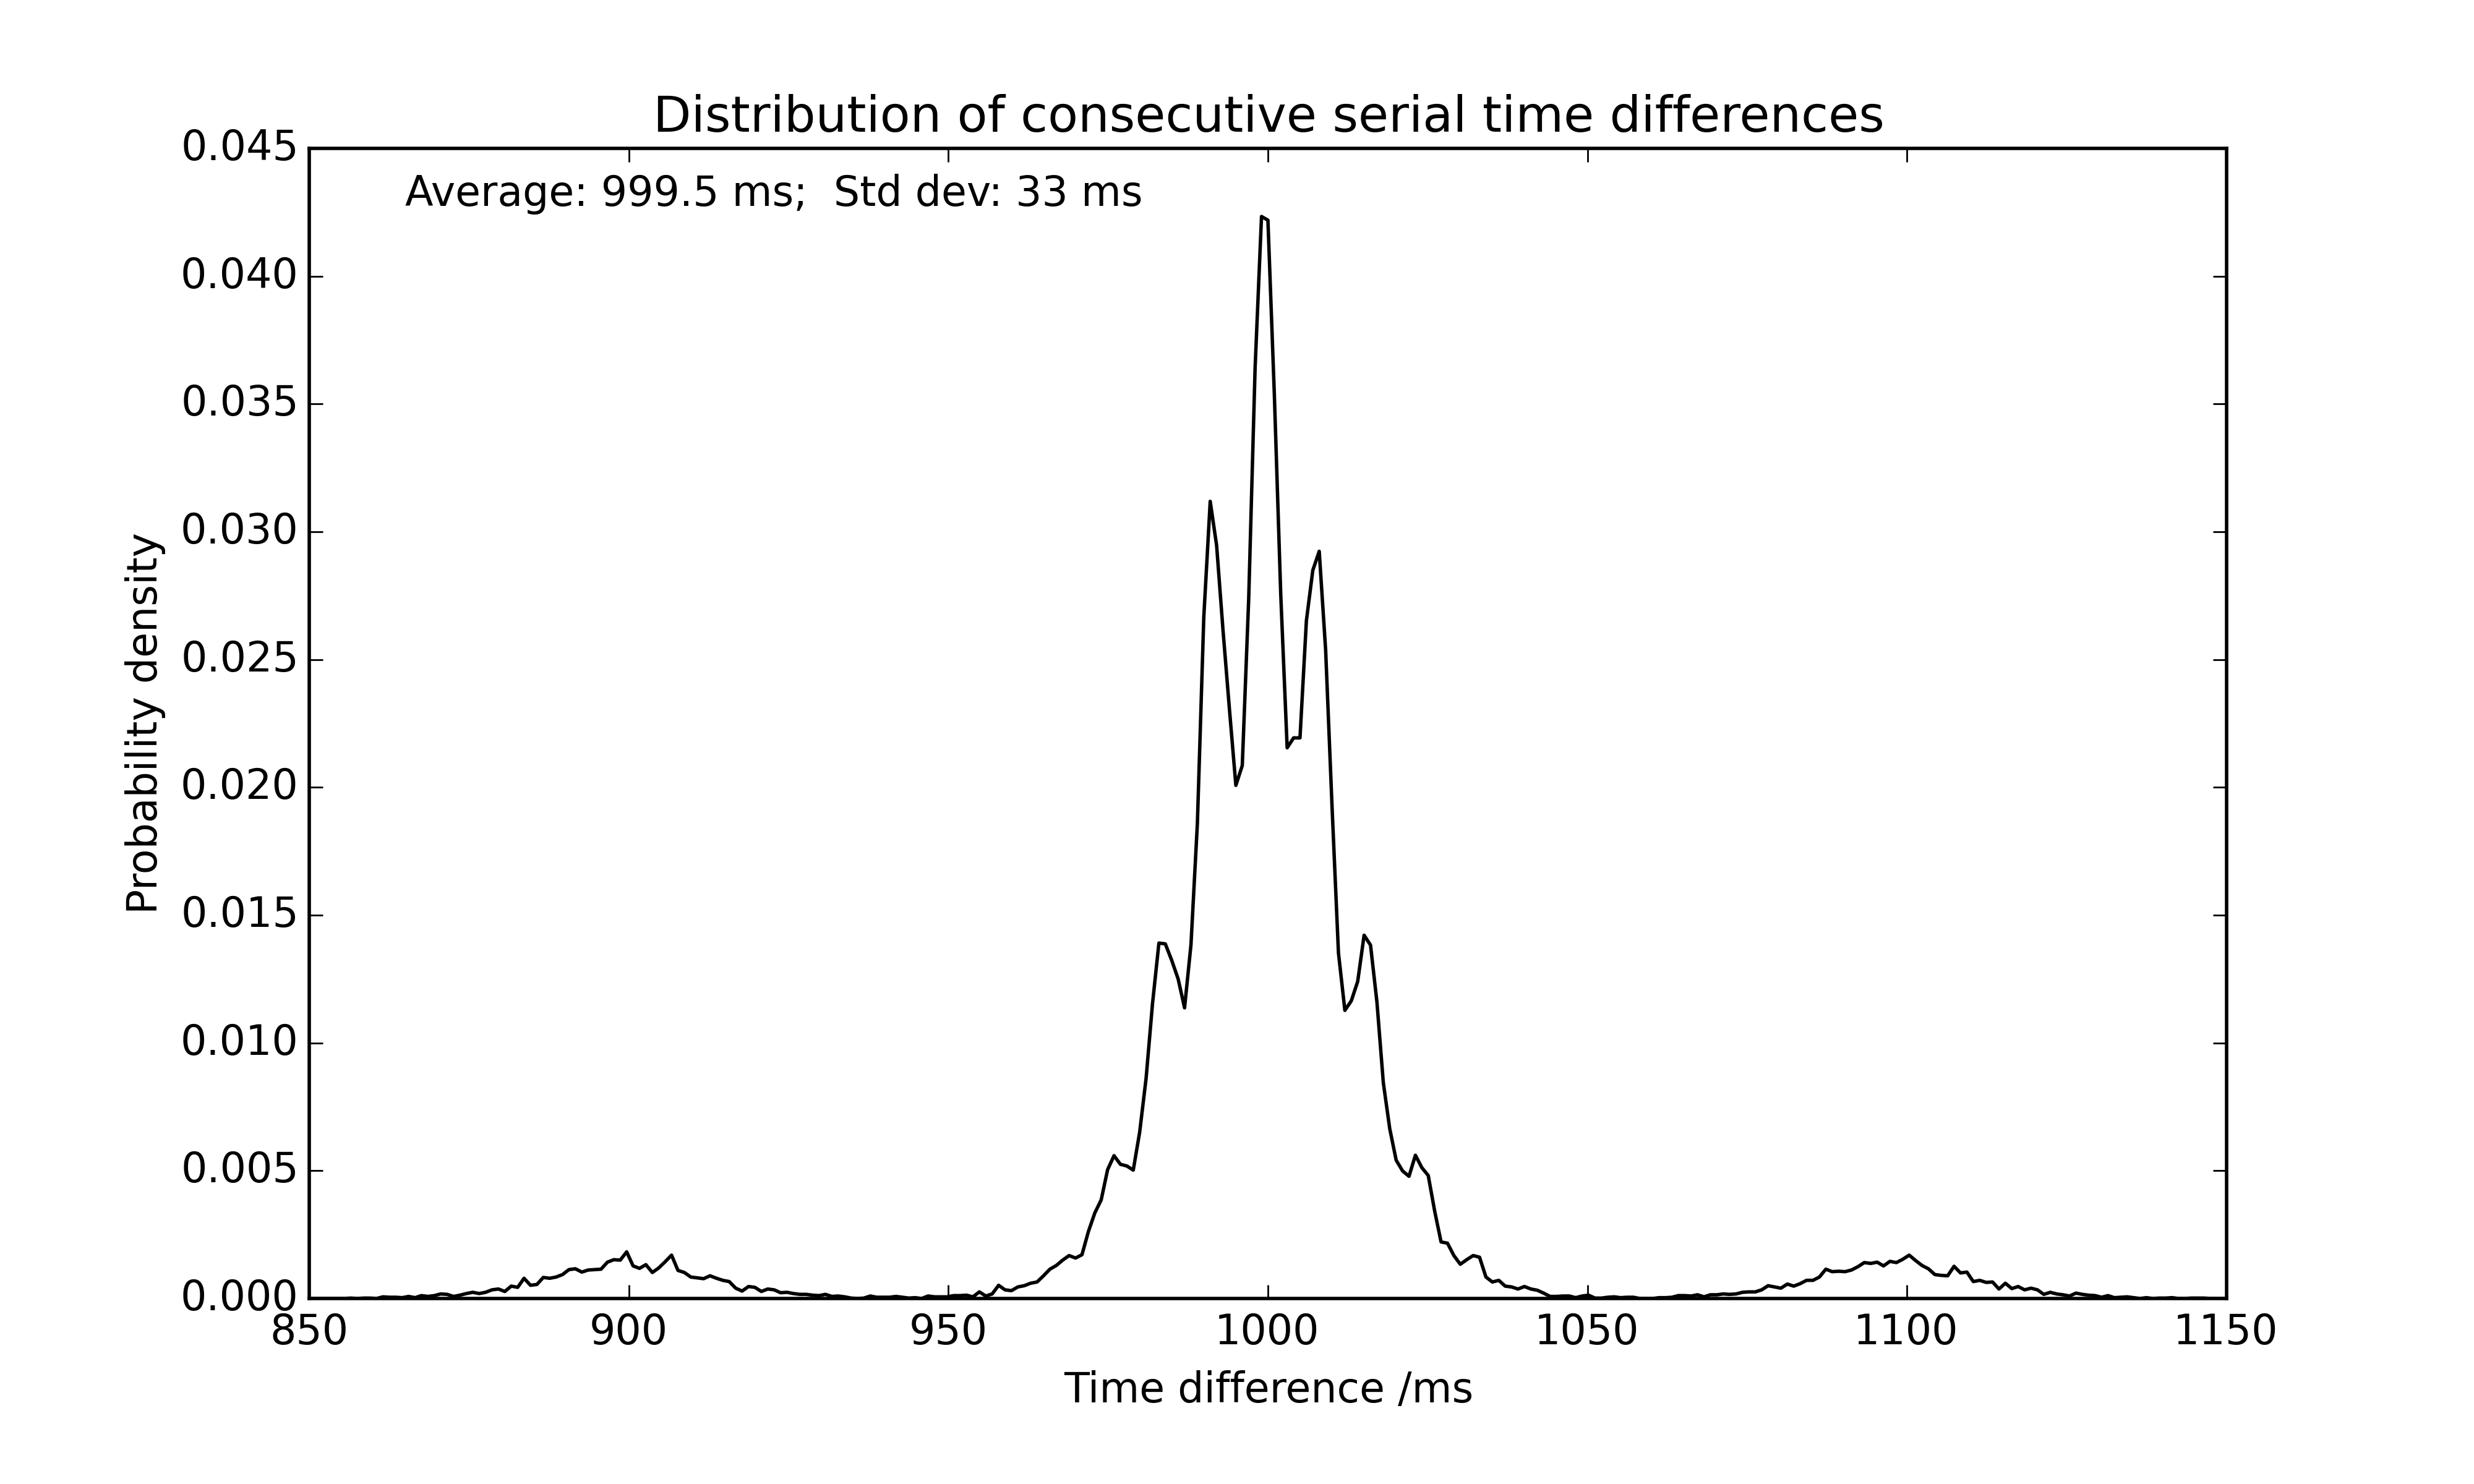 Distribution of consecutive serial time differences
Average: 999.5 ms;  Std dev: 33 ms
0.045
0.040
0.035
0.030
0.025
0.020
0.015
0.010
0.005
0.000
Probability density
850 900 950 1000 1050 1100 1150
Time difference /ms